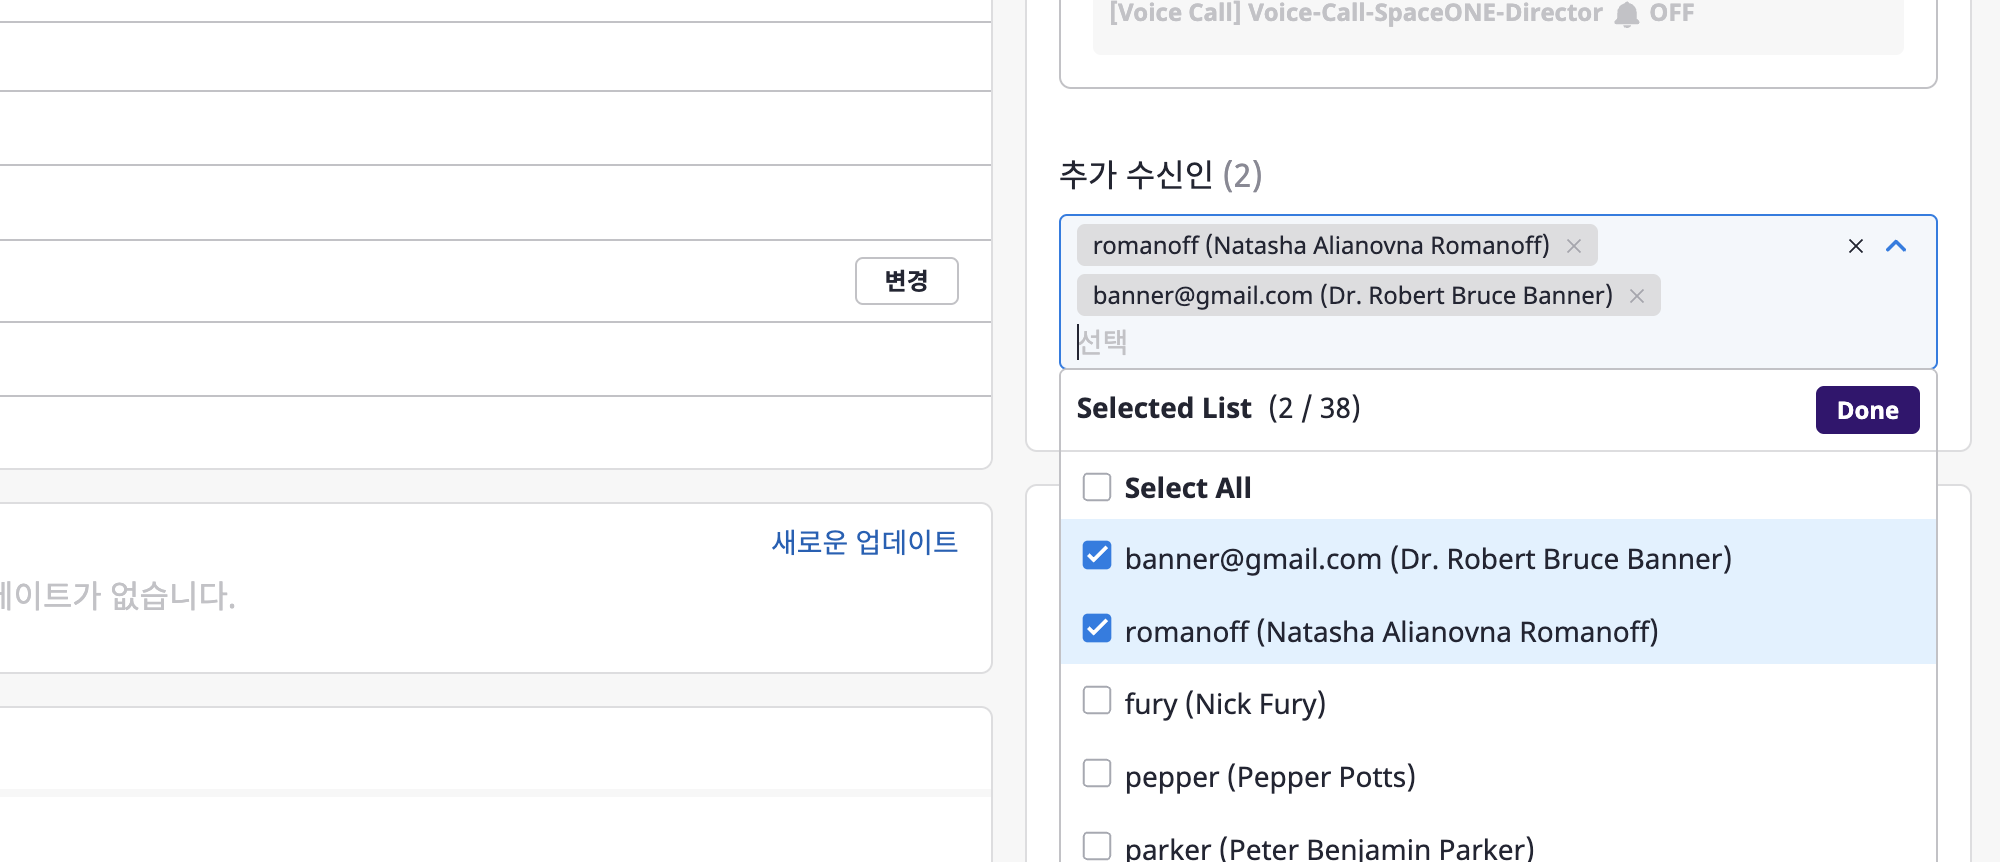 [Voice Call] Voice-Call-SpaceONE-Director OFF
추가 수신인 (2)
romanoff (Natasha Alianovna Romanoff)
banner@gmail.com (Dr. Robert Bruce Banner)
선택
변경
Selected List (2 / 38)
Done
Select All
banner@gmail.com (Dr. Robert Bruce Banner)
romanoff (Natasha Alianovna Romanoff)
fury (Nick Fury)
pepper (Pepper Potts)
parker (Peter Benjamin Parker)
새로운 업데이트
데이트가 없습니다.